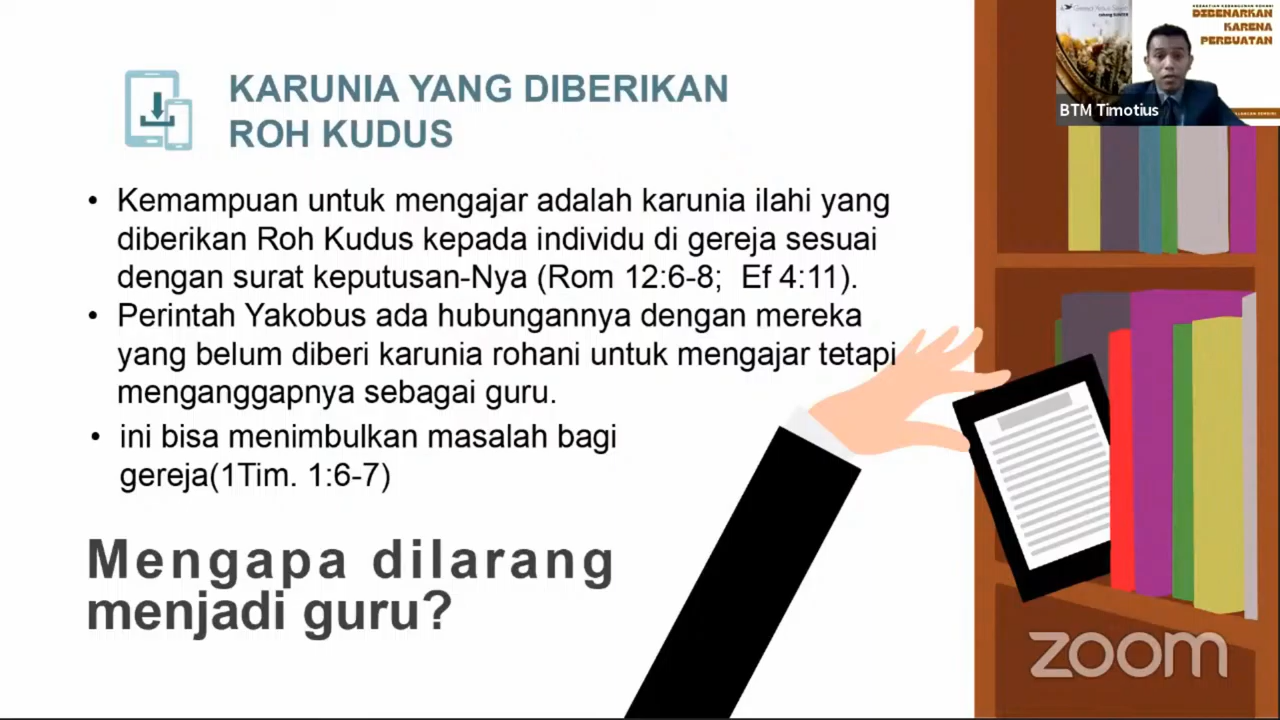 KARUNIA YANG DIBERIKAN
ROH KUDUS
• Kemampuan untuk mengajar adalah karunia ilahi yang
diberikan Roh Kudus kepada individu di gereja sesuai
dengan surat keputusan-Nya (Rom 12:6-8;  Ef 4:11).
• Perintah Yakobus ada hubungannya dengan mereka
yang belum diberi karunia rohani untuk mengajar tetapi
menganggapnya sebagai guru.
• ini bisa menimbulkan masalah bagi
gereja(1Tim. 1:6-7)
Mengapa dilarang
menjadi guru?
DIBENARKAN
KARENA
PERBUATAN
BTM Timotius
zoom